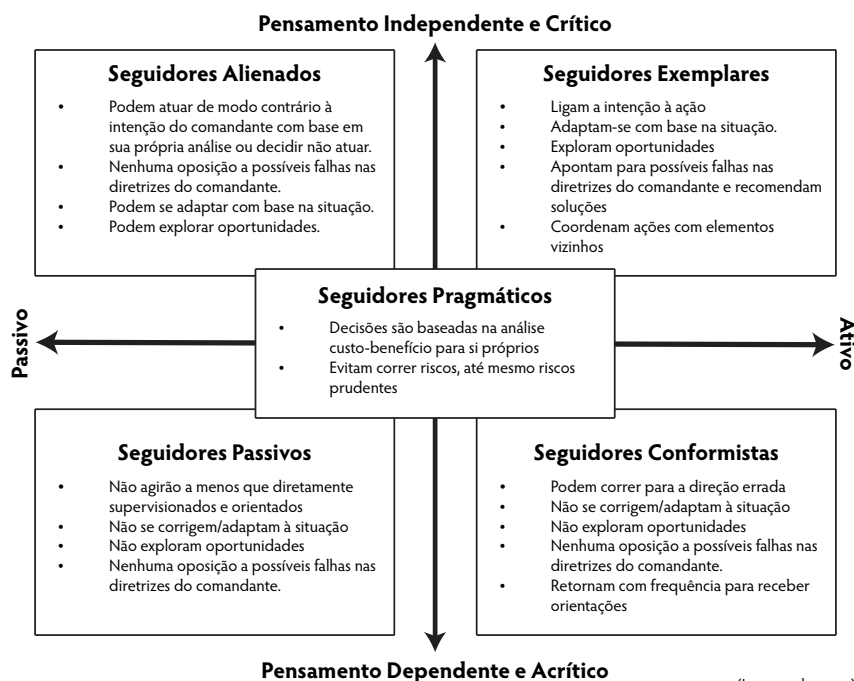 Pensamento Independente e Crítico
Seguidores Alienados
• Podem atuar de modo contrário à
intenção do comandante com base em
sua própria análise ou decidir não atuar.
• Nenhuma oposição a possíveis falhas nas
diretrizes do comandante.
• Podem se adaptar com base na situação.
• Podem explorar oportunidades.
Seguidores Exemplares
• Ligam a intenção à ação
• Adaptam-se com base na situação.
• Exploram oportunidades
• Apontam para possíveis falhas nas
diretrizes do comandante e recomendam
soluções
• Coordenam ações com elementos
vizinhos
Passivo
Seguidores Pragmáticos
• Decisões são baseadas na análise
custo-benefício para si próprios
• Evitam correr riscos, até mesmo riscos
prudentes
Ativo
Seguidores Passivos
• Não agirão a menos que diretamente
supervisionados e orientados
• Não se corrigem/adaptam à situação
• Não exploram oportunidades
• Nenhuma oposição a possíveis falhas nas
diretrizes do comandante.
Seguidores Conformistas
• Podem correr para a direção errada
• Não se corrigem/adaptam à situação
• Não exploram oportunidades
• Nenhuma oposição a possíveis falhas nas
diretrizes do comandante.
• Retornam com frequência para receber
orientações
Pensamento Dependente e Acrítico